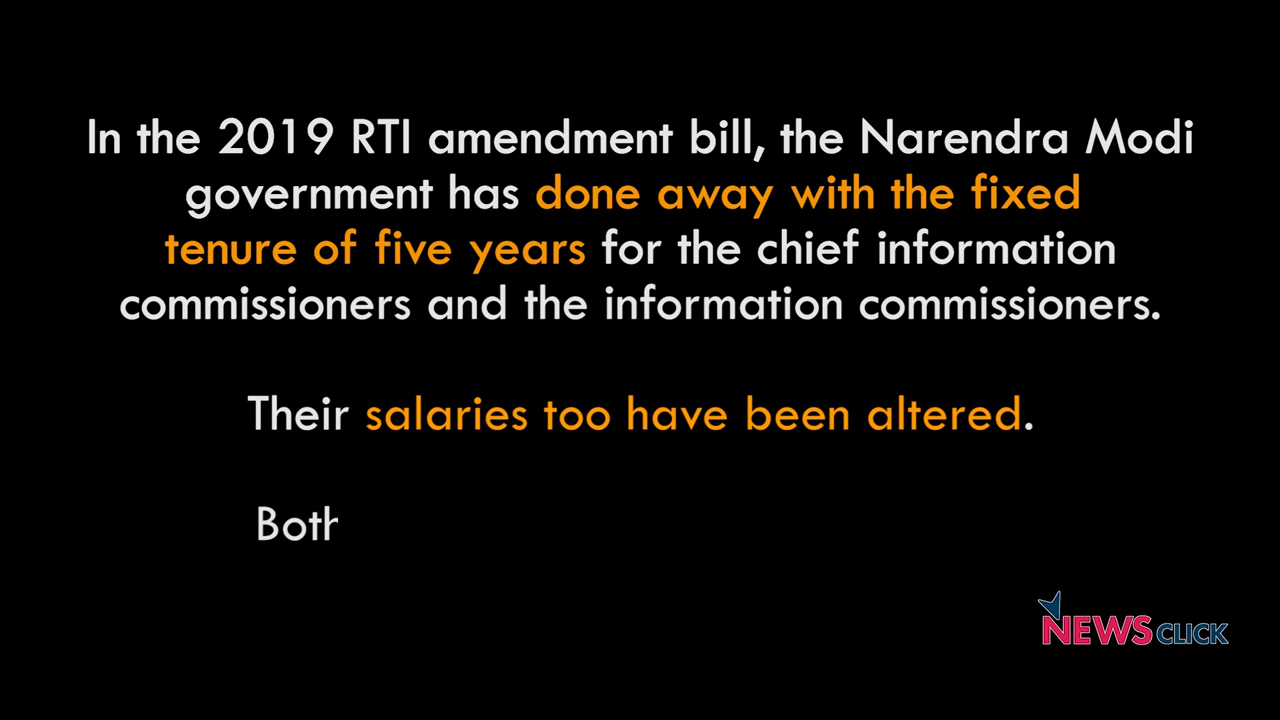 In the 2019 RTI amendment bill, the Narendra Modi
government has done away with the fixed
tenure of five years for the chief information
commissioners and the information commissioners.
Their salaries too have been altered.
Both
NEWSCLICK